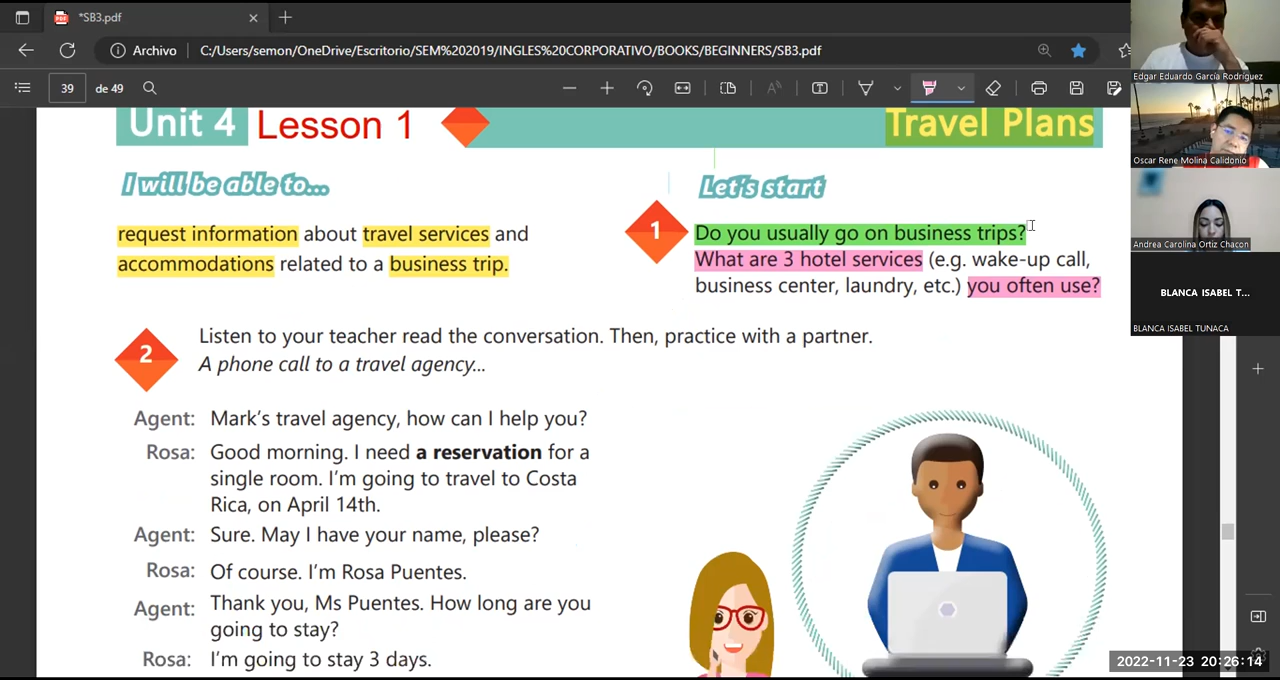 *SB3.pdf
Archivo
C:/Users/semon/OneDrive/Escritorio/SEM%202019/INGLES%20CORPORATIVO/BOOKS/BEGINNERS/SB3.pdf
39
de 49
Edgar Eduardo García Rodríguez
Oscar Rene Molina Calidonio
Andrea Carolina Ortiz Chacon
BLANCA ISABEL T...
BLANCA ISABEL TUNACA
Unit 4 Lesson 1
Travel Plans
I will be able to...
request information about travel services and
accommodations related to a business trip.
Let's start
1
Do you usually go on business trips?
What are 3 hotel services (e.g. wake-up call,
business center, laundry, etc.) you often use?
2
Listen to your teacher read the conversation. Then, practice with a partner.
A phone call to a travel agency...
Agent: Mark's travel agency, how can I help you?
Rosa: Good morning. I need a reservation for a
single room. I'm going to travel to Costa
Rica, on April 14th.
Agent: Sure. May I have your name, please?
Rosa: Of course. I'm Rosa Puentes.
Agent: Thank you, Ms Puentes. How long are you
going to stay?
Rosa: I'm going to stay 3 days.
2022-11-23 20:26:14